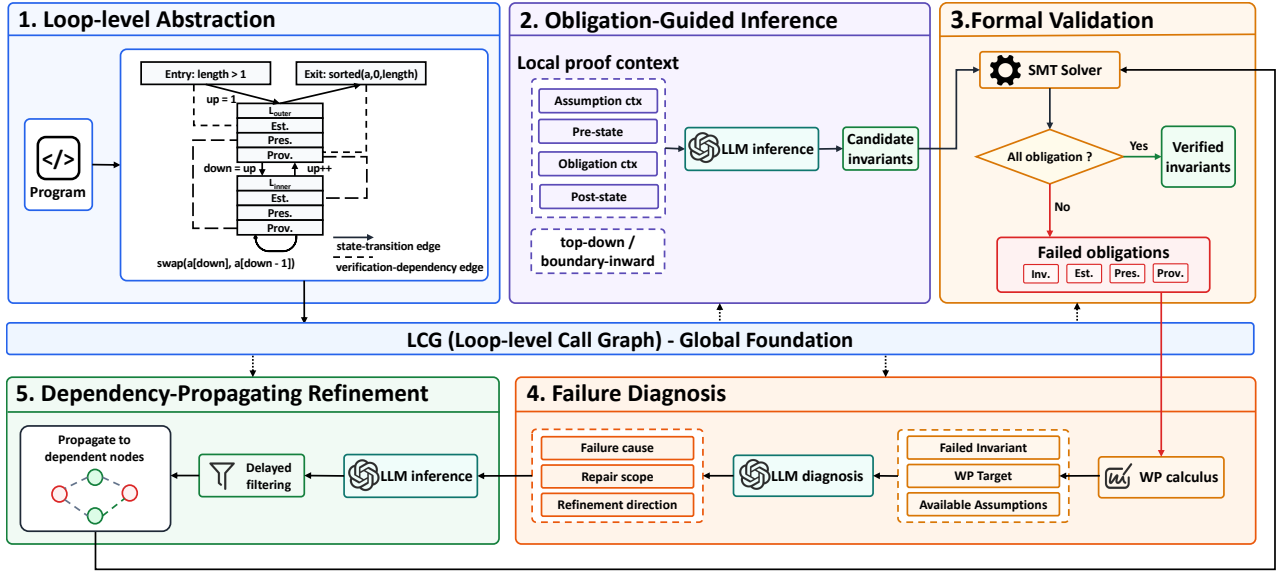 1. Loop-level Abstraction
Entry: length > 1
Exit: sorted(a,0,length)
up = 1
L_outer
Est.
Pres.
Prov.
down = up
up++
L_inner
Est.
Pres.
Prov.
</>
Program
state-transition edge
swap(a[down], a[down - 1])
verification-dependency edge
2. Obligation-Guided Inference
Local proof context
Assumption ctx
Pre-state
Obligation ctx
Post-state
top-down /
boundary-inward
LLM inference
Candidate
invariants
3.Formal Validation
SMT Solver
All obligation ?
Yes
Verified
invariants
No
Failed obligations
Inv.
Est.
Pres.
Prov.
LCG (Loop-level Call Graph) - Global Foundation
5. Dependency-Propagating Refinement
Propagate to
dependent nodes
Delayed
filtering
LLM inference
4. Failure Diagnosis
Failure cause
Repair scope
Refinement direction
LLM diagnosis
Failed Invariant
WP Target
Available Assumptions
WP calculus